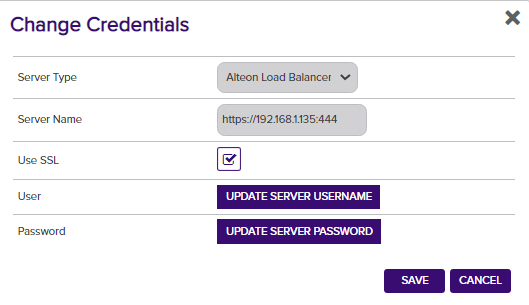 Change Credentials
Server Type
Alteon Load Balancer
Server Name
https://192.168.1.135:444
Use SSL
User
UPDATE SERVER USERNAME
Password
UPDATE SERVER PASSWORD
SAVE
CANCEL